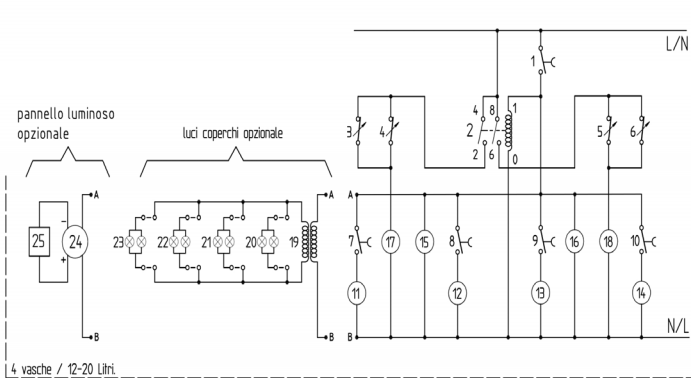 L/N
1
4 8 1
3 4 2 5 6
2 6 0
pannello luminoso
opzionale
luci coperchi opzionale
A A A
25 − 24 + 23 22 21 20 19 7 17 15 8 9 16 18 10
11 12 13 14
B B B
N/L
4 vasche / 12-20 Litri.